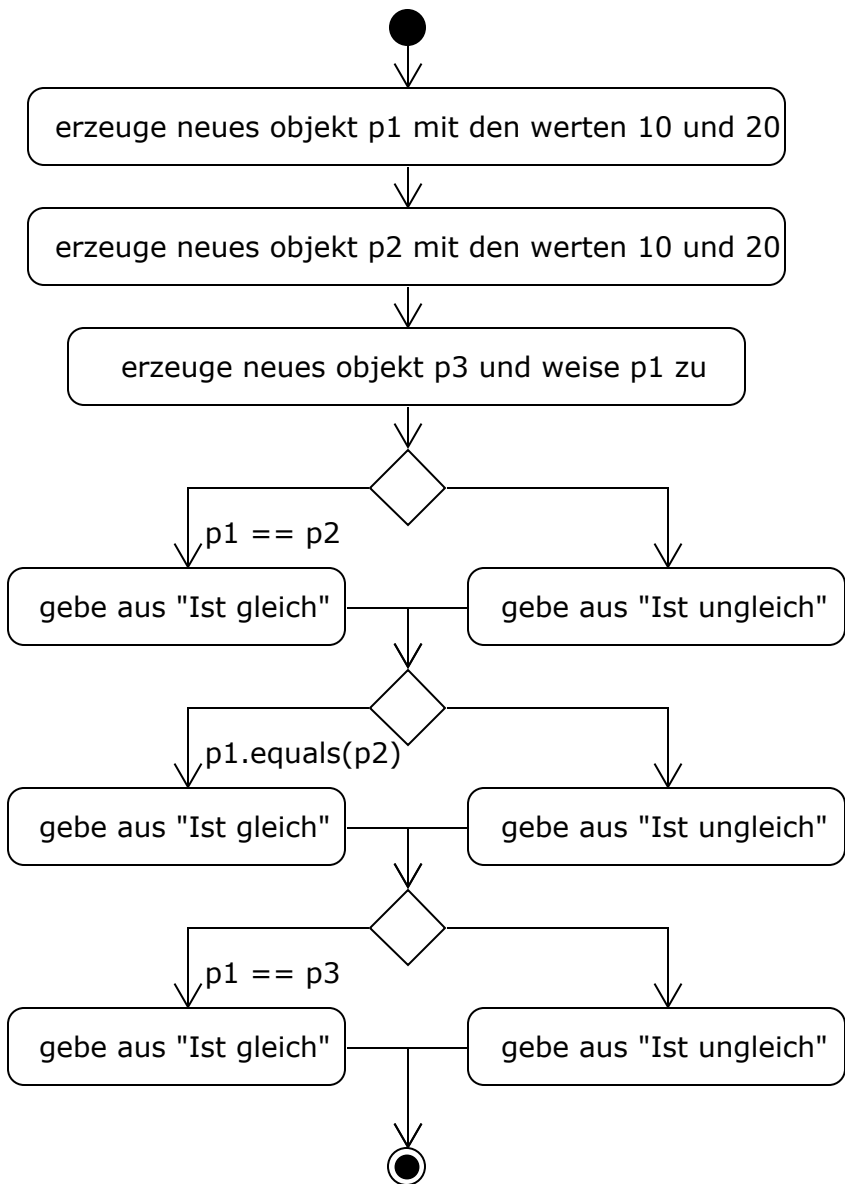 erzeuge neues objekt p1 mit den werten 10 und 20
erzeuge neues objekt p2 mit den werten 10 und 20
erzeuge neues objekt p3 und weise p1 zu
p1 == p2
gebe aus "Ist gleich"
gebe aus "Ist ungleich"
p1.equals(p2)
gebe aus "Ist gleich"
gebe aus "Ist ungleich"
p1 == p3
gebe aus "Ist gleich"
gebe aus "Ist ungleich"